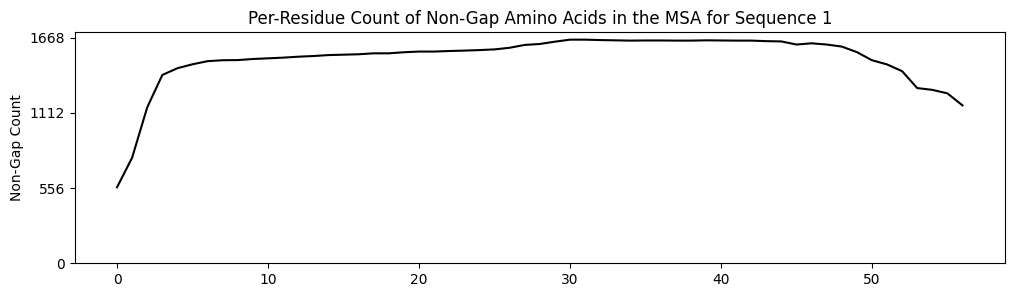 Per-Residue Count of Non-Gap Amino Acids in the MSA for Sequence 1
Non-Gap Count
1668
1112
556
0
0 10 20 30 40 50